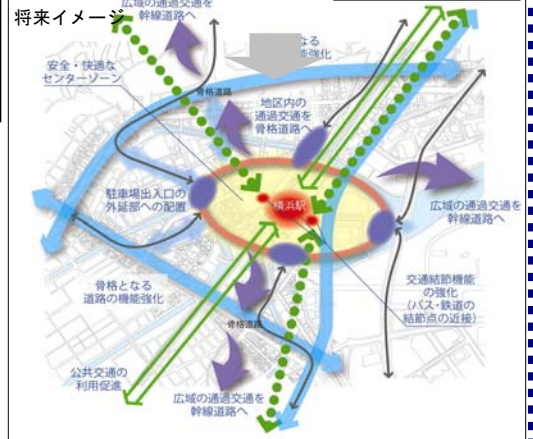 将来イメージ
広域の通過交通を
幹線道路へ
なる
能強化
安全・快適な
センターゾーン
骨格道路
地区内の
通過交通を
骨格道路へ
駐車場出入口の
外延部への配置
横浜駅
広域の通過交通を
幹線道路へ
骨格となる
道路の機能強化
交通結節機能
の強化
(バス・鉄道の
結節点の近接)
骨格道路
公共交通の
利用促進
広域の通過交通を
幹線道路へ